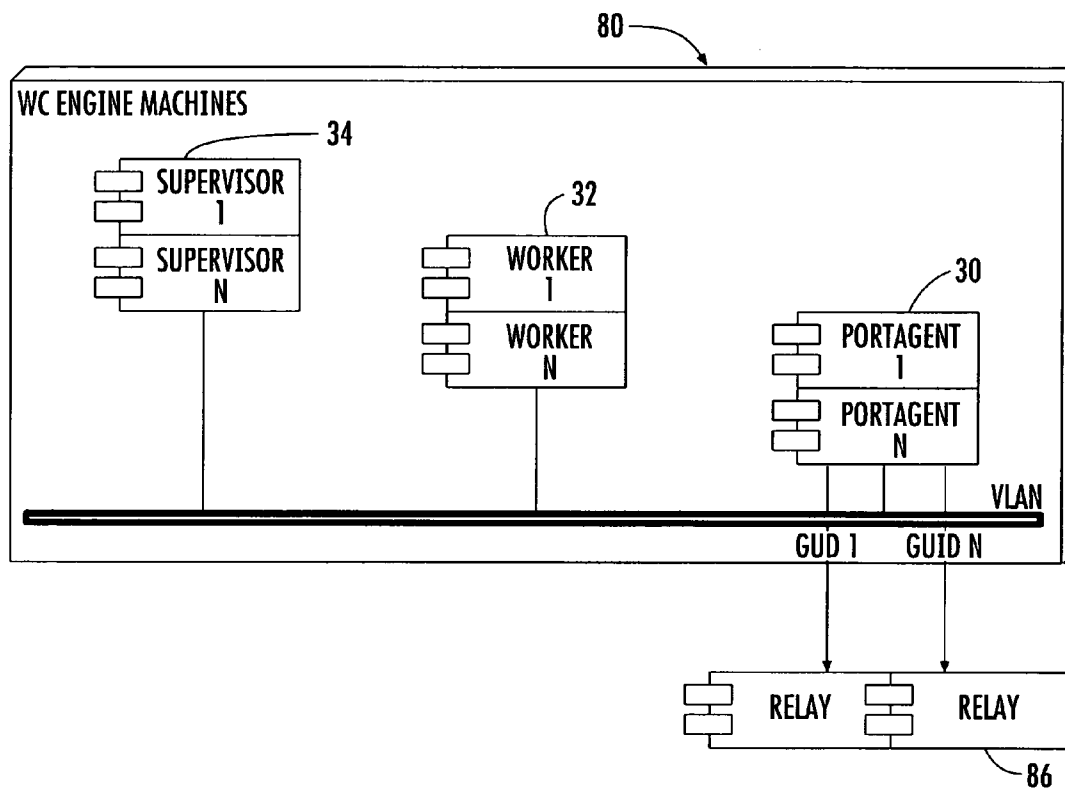 80
WC ENGINE MACHINES
34
SUPERVISOR
1
SUPERVISOR
N
32
WORKER
1
WORKER
N
30
PORTAGENT
1
PORTAGENT
N
VLAN
GUD 1
GUID N
RELAY
RELAY
86